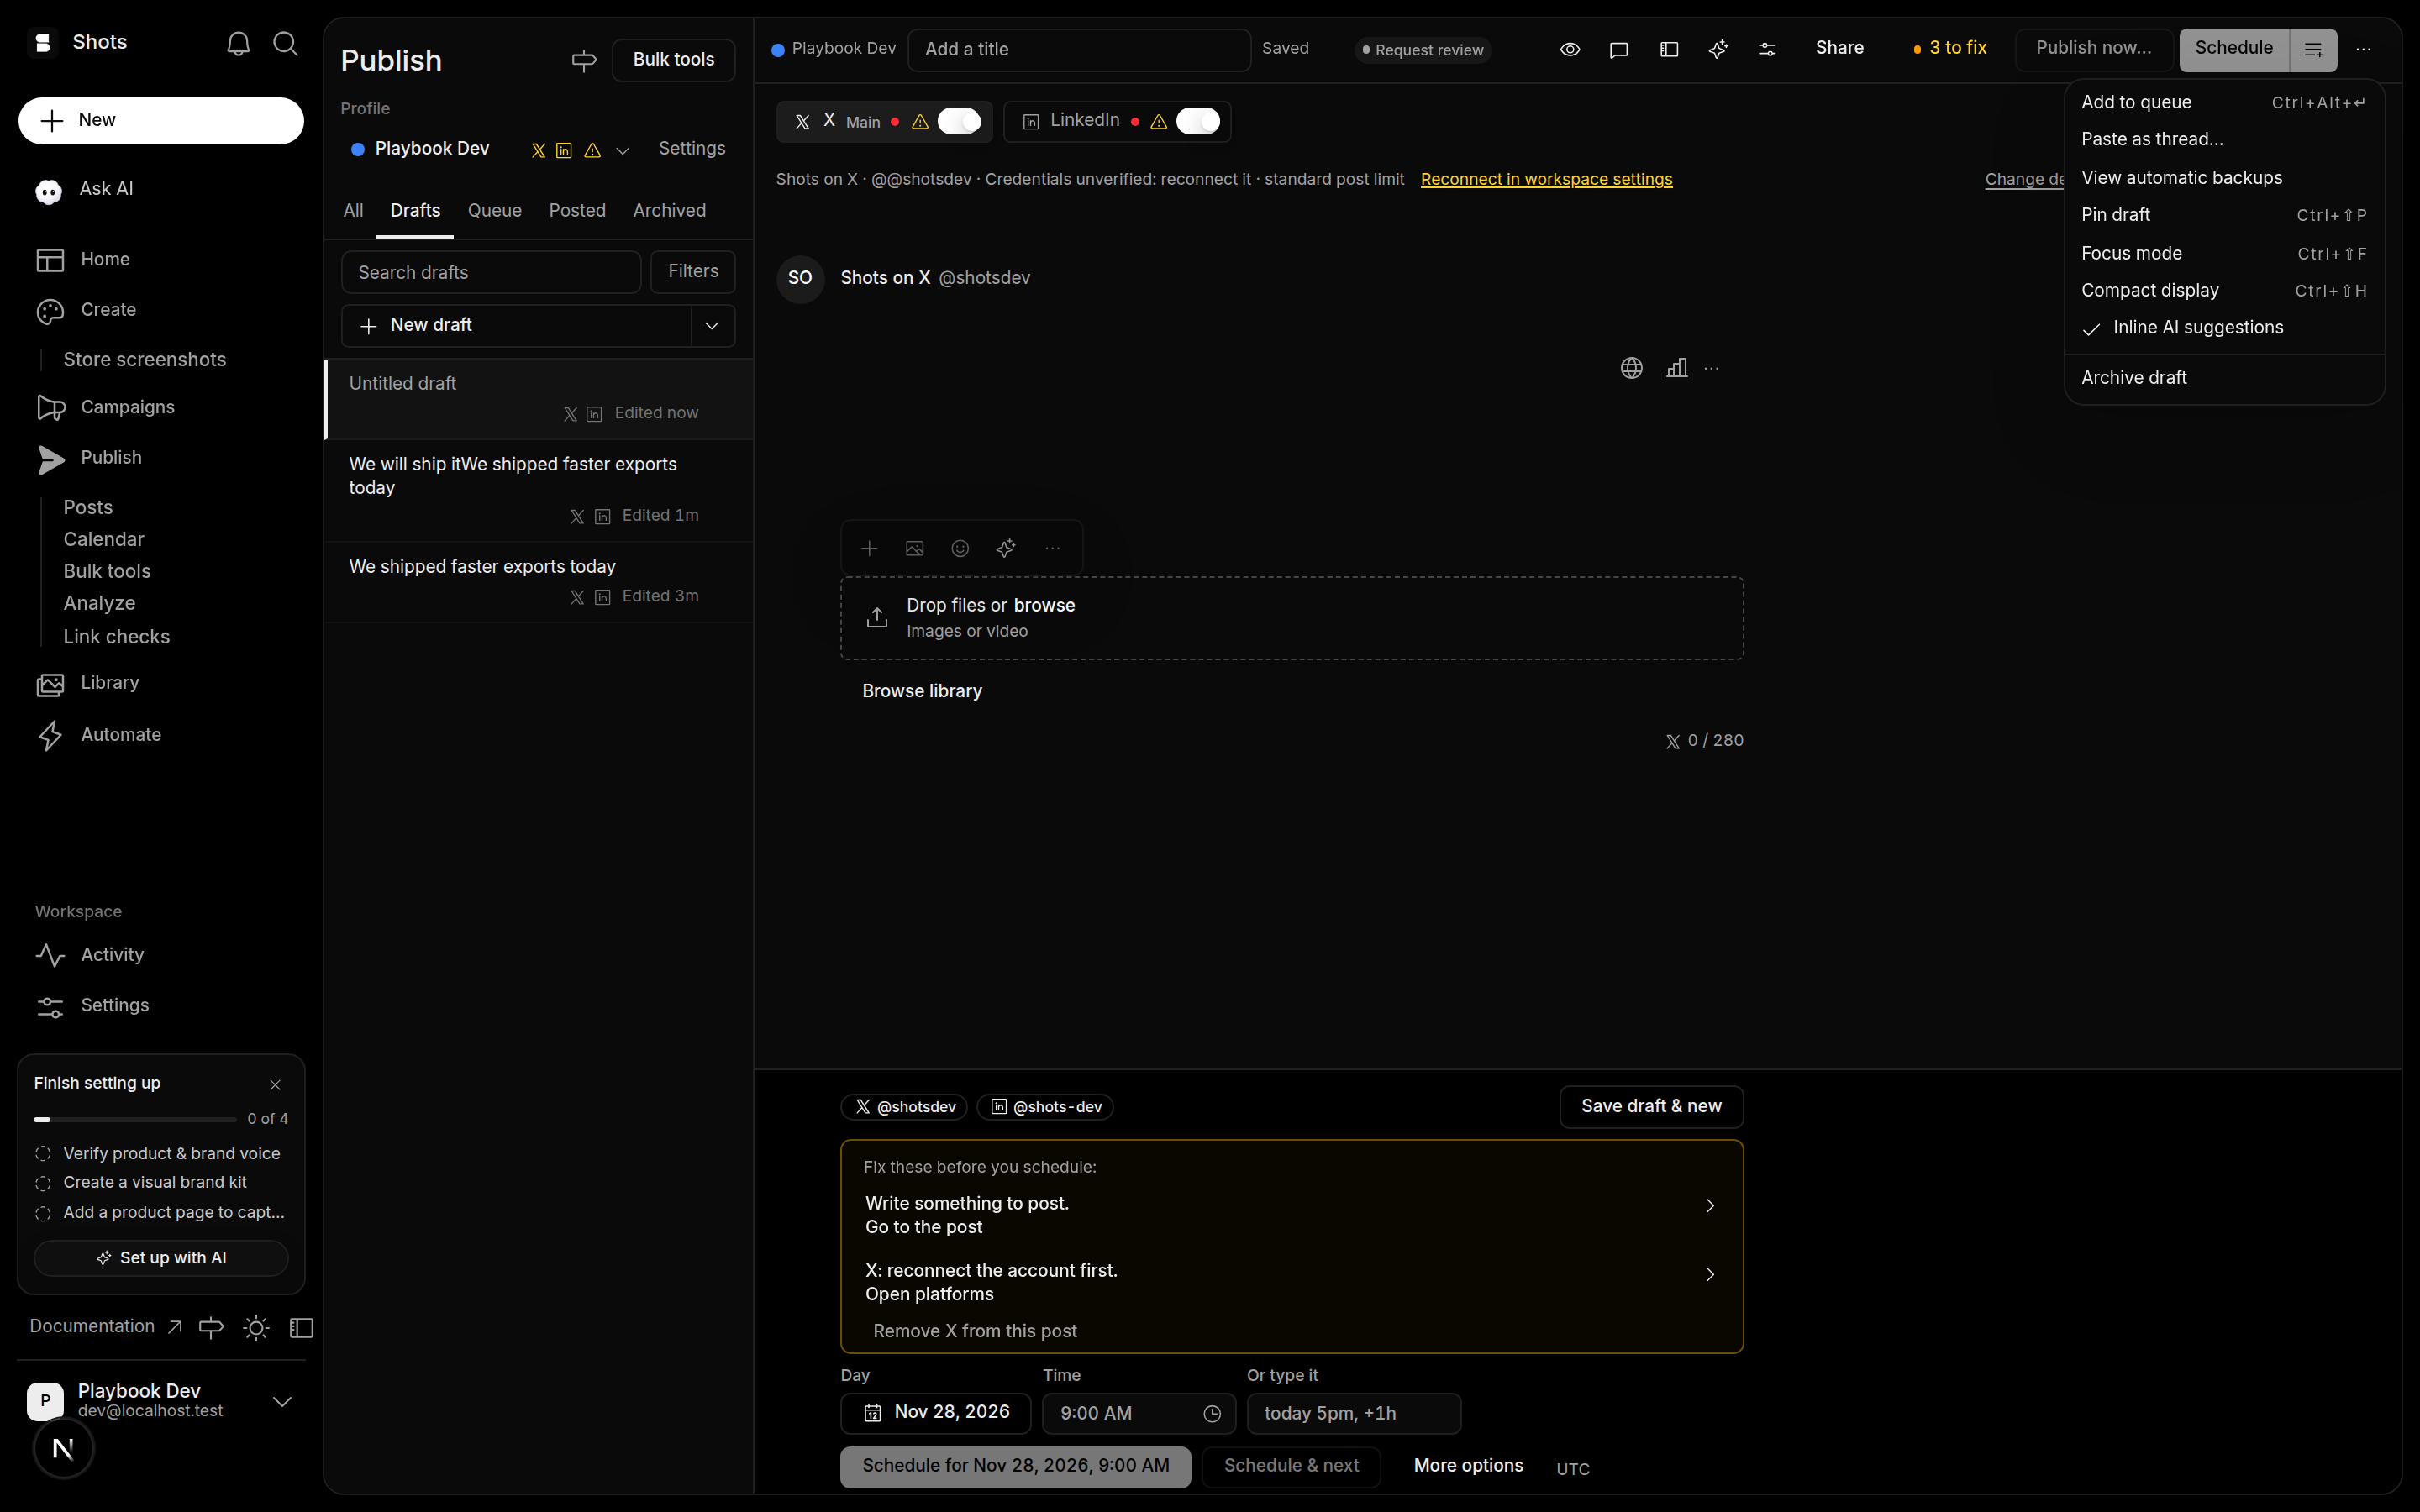 Shots
New
Ask AI
Home
Create
Store screenshots
Campaigns
Publish
Posts
Calendar
Bulk tools
Analyze
Link checks
Library
Automate
Workspace
Activity
Settings
Finish setting up
0 of 4
Verify product & brand voice
Create a visual brand kit
Add a product page to capt...
Set up with AI
Documentation
P
Playbook Dev
dev@localhost.test
N
Publish
Bulk tools
Profile
Playbook Dev
Settings
All Drafts Queue Posted Archived
Search drafts
Filters
New draft
Untitled draft
Edited now
We will ship itWe shipped faster exports
today
Edited 1m
We shipped faster exports today
Edited 3m
Playbook Dev
Add a title
Saved
Request review
Share
3 to fix
Publish now...
Schedule
X Main
LinkedIn
Shots on X · @@shotsdev · Credentials unverified: reconnect it · standard post limit Reconnect in workspace settings
Change de
Add to queue Ctrl+Alt+↵
Paste as thread...
View automatic backups
Pin draft Ctrl+⇧P
Focus mode Ctrl+⇧F
Compact display Ctrl+⇧H
Inline AI suggestions
Archive draft
SO
Shots on X @shotsdev
Drop files or browse
Images or video
Browse library
0 / 280
@shotsdev
@shots-dev
Save draft & new
Fix these before you schedule:
Write something to post.
Go to the post
X: reconnect the account first.
Open platforms
Remove X from this post
Day Time Or type it
12
Nov 28, 2026
9:00 AM
today 5pm, +1h
Schedule for Nov 28, 2026, 9:00 AM
Schedule & next
More options
UTC